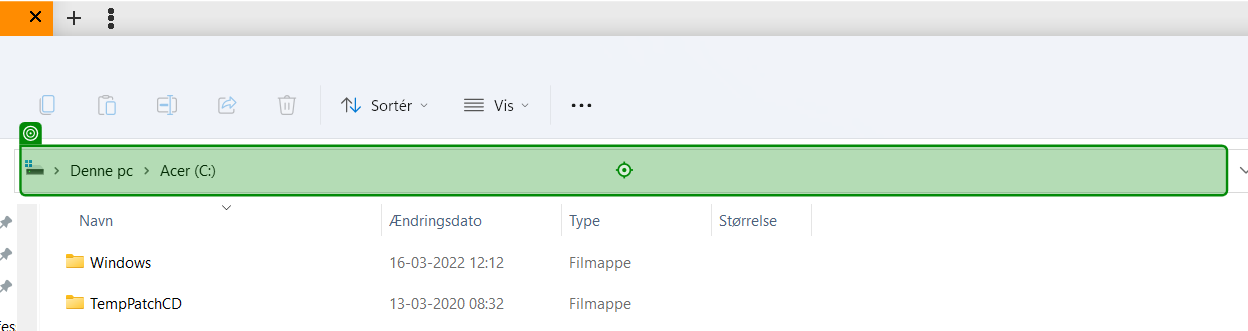 Sortér Vis
Denne pc Acer (C:)
Navn Ændringsdato Type Størrelse
Windows 16-03-2022 12:12 Filmappe
TempPatchCD 13-03-2020 08:32 Filmappe